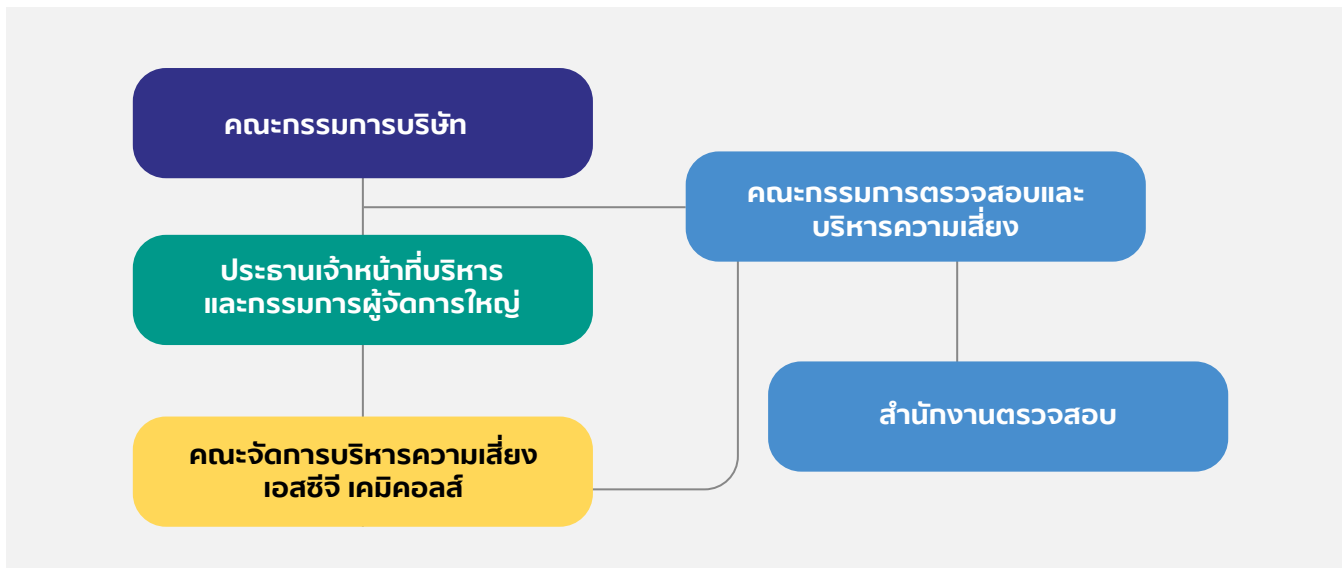 คณะกรรมการบริษัท
คณะกรรมการตรวจสอบและ
บริหารความเสี่ยง
ประธานเจ้าหน้าที่บริหาร
และกรรมการผู้จัดการใหญ่
สำนักงานตรวจสอบ
คณะจัดการบริหารความเสี่ยง
เอสซีจี เคมิคอลส์